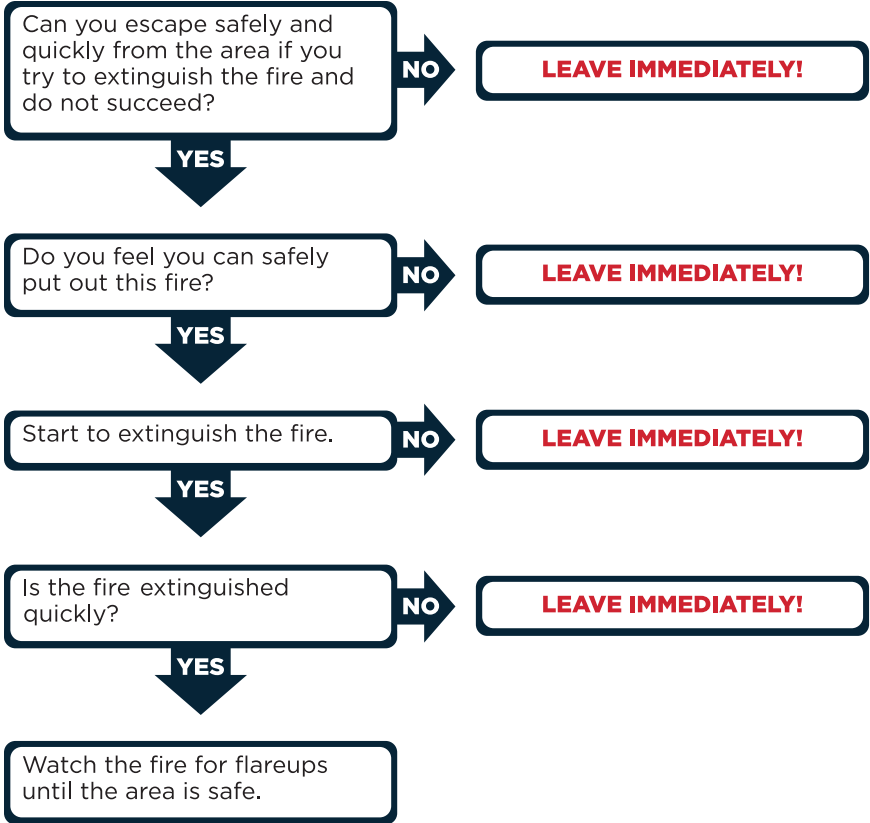 Can you escape safely and
quickly from the area if you
try to extinguish the fire and
do not succeed?
NO
LEAVE IMMEDIATELY!
YES
Do you feel you can safely
put out this fire?
NO
LEAVE IMMEDIATELY!
YES
Start to extinguish the fire.
NO
LEAVE IMMEDIATELY!
YES
Is the fire extinguished
quickly?
NO
LEAVE IMMEDIATELY!
YES
Watch the fire for flareups
until the area is safe.